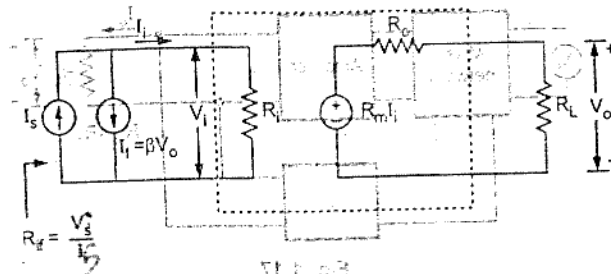 I_i
R_o
I_s
I_f = βV_o
V_i
R_i
R_m I_i
R_L
V_o
+
-
R_if = V_s / I_s